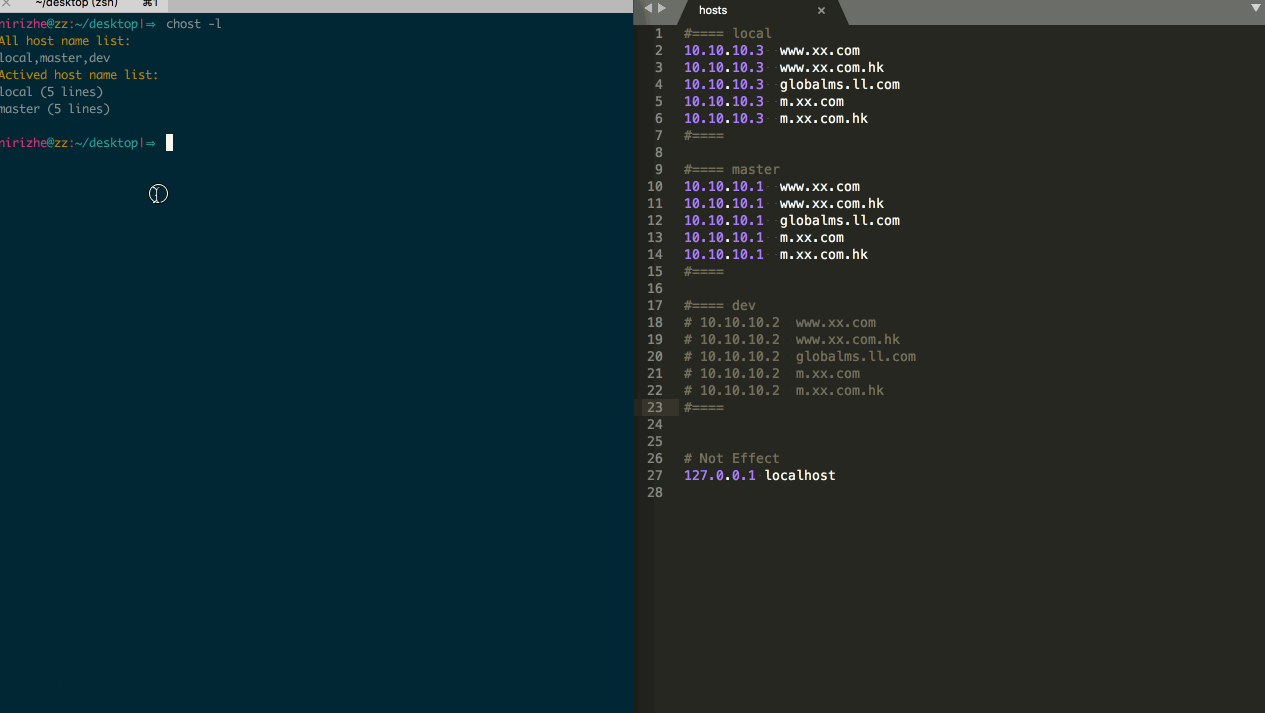 ~/desktop (zsh) ⌘1
nirizhe@zz:~/desktop|⇒ chost -l
All host name list:
local,master,dev
Actived host name list:
local (5 lines)
master (5 lines)
nirizhe@zz:~/desktop|⇒
hosts ×
1 #==== local
2 10.10.10.3 www.xx.com
3 10.10.10.3 www.xx.com.hk
4 10.10.10.3 globalms.ll.com
5 10.10.10.3 m.xx.com
6 10.10.10.3 m.xx.com.hk
7 #====
8
9 #==== master
10 10.10.10.1 www.xx.com
11 10.10.10.1 www.xx.com.hk
12 10.10.10.1 globalms.ll.com
13 10.10.10.1 m.xx.com
14 10.10.10.1 m.xx.com.hk
15 #====
16
17 #==== dev
18 # 10.10.10.2 www.xx.com
19 # 10.10.10.2 www.xx.com.hk
20 # 10.10.10.2 globalms.ll.com
21 # 10.10.10.2 m.xx.com
22 # 10.10.10.2 m.xx.com.hk
23 #====
24
25
26 # Not Effect
27 127.0.0.1 localhost
28